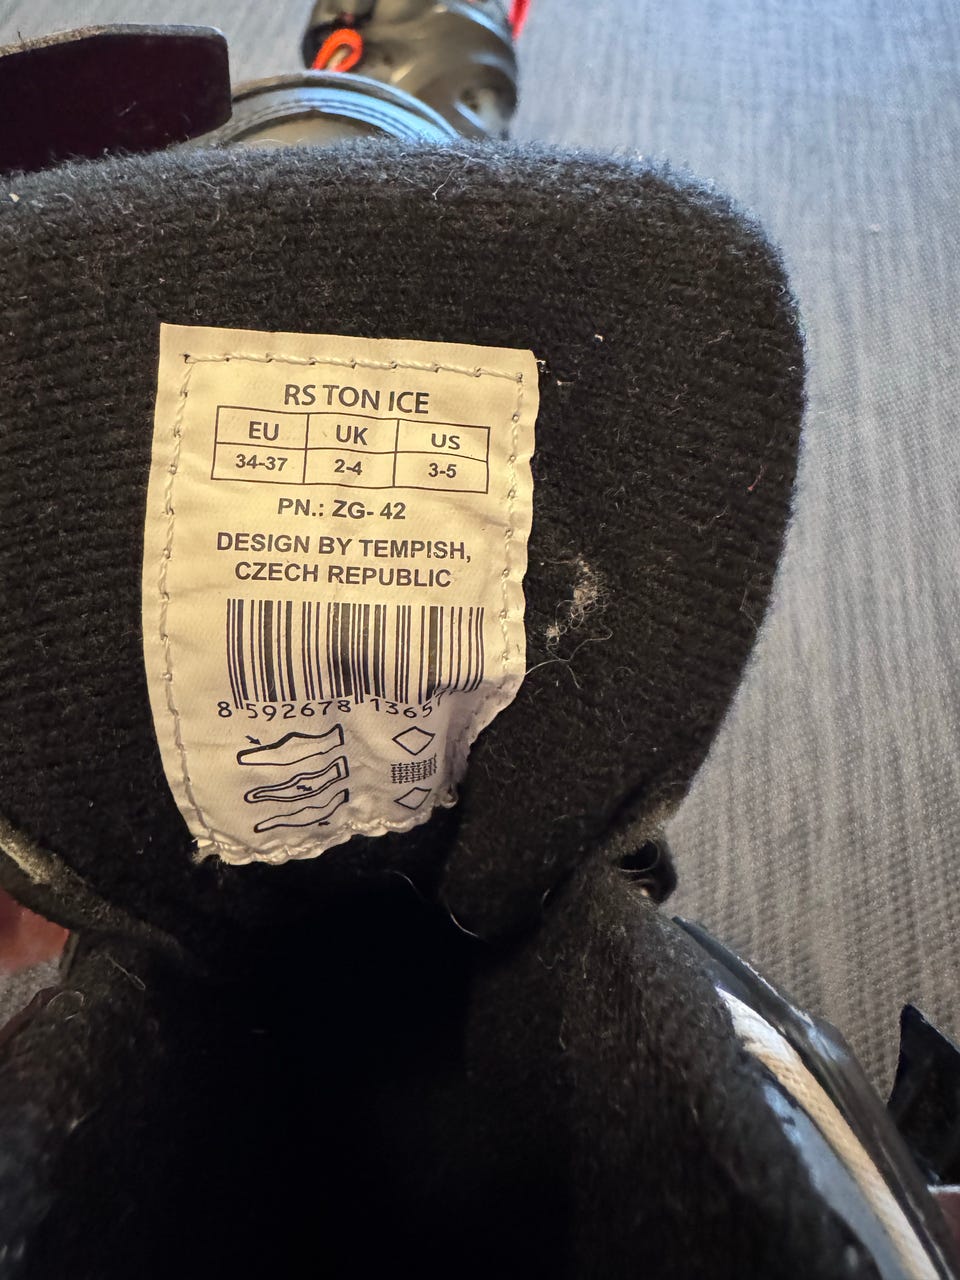 RS TON ICE
EU UK US
34-37 2-4 3-5
PN.: ZG- 42
DESIGN BY TEMPISH,
CZECH REPUBLIC
8 592678 13657